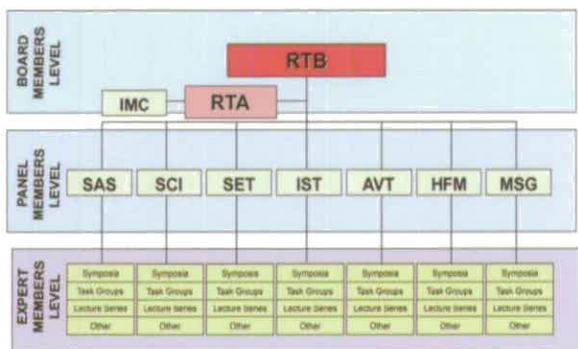 BOARD
MEMBERS
LEVEL
RTB
IMC
RTA
PANEL
MEMBERS
LEVEL
SAS SCI SET IST AVT HFM MSG
EXPERT
MEMBERS
LEVEL
Symposia Symposia Symposia Symposia Symposia Symposia Symposia
Task Groups Task Groups Task Groups Task Groups Task Groups Task Groups Task Groups
Lecture Series Lecture Series Lecture Series Lecture Series Lecture Series Lecture Series Lecture Series
Other Other Other Other Other Other Other